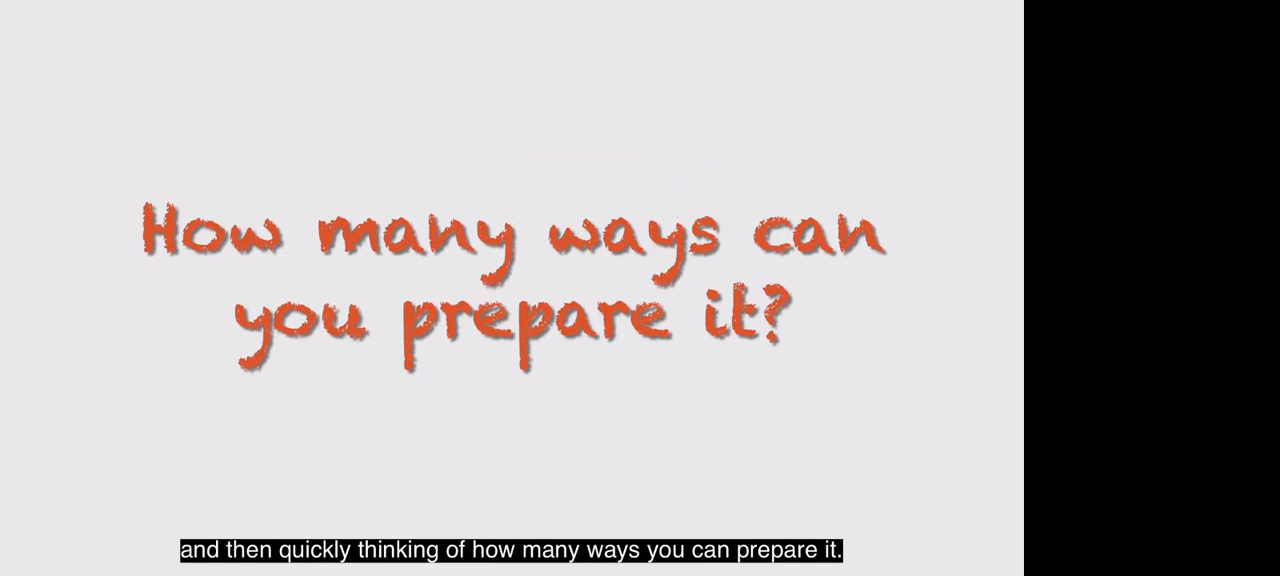 How many ways can
you prepare it?
and then quickly thinking of how many ways you can prepare it.